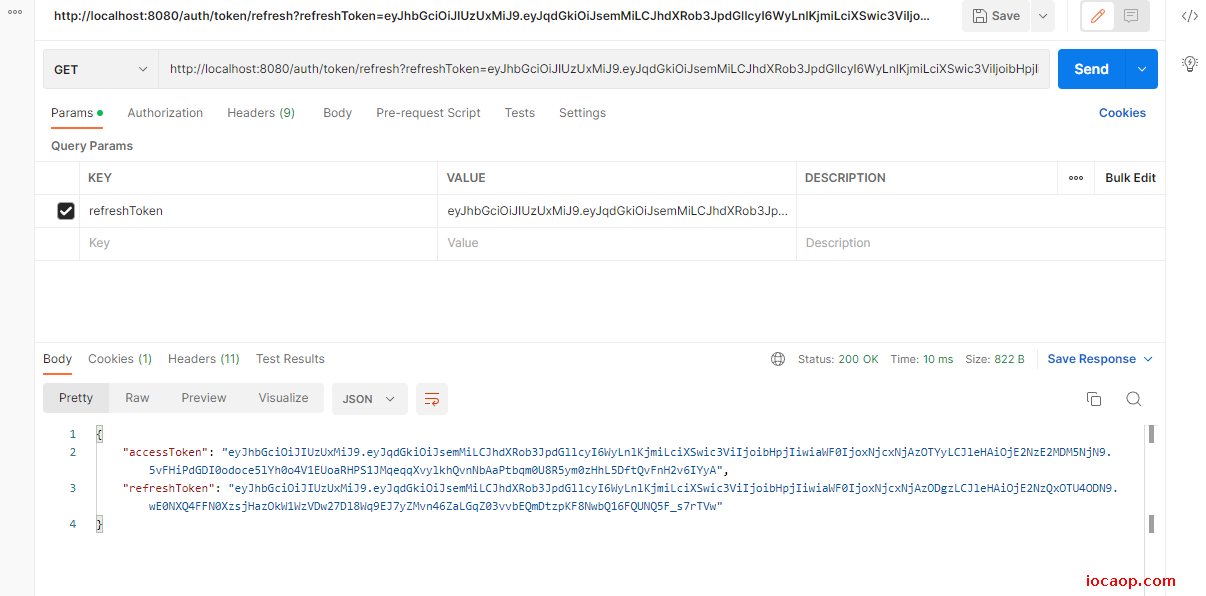 http://localhost:8080/auth/token/refresh?refreshToken=eyJhbGciOiJIUzUxMiJ9.eyJqdGkiOiJsemMiLCJhdXRob3JpdGllcyI6WyLnlKjmiLciXSwic3ViIjo...
Save
GET
http://localhost:8080/auth/token/refresh?refreshToken=eyJhbGciOiJIUzUxMiJ9.eyJqdGkiOiJsemMiLCJhdXRob3JpdGllcyI6WyLnlKjmiLciXSwic3ViIjoibHpjI
Send
Params
Authorization
Headers (9)
Body
Pre-request Script
Tests
Settings
Cookies
Query Params
KEY
VALUE
DESCRIPTION
Bulk Edit
refreshToken
eyJhbGciOiJIUzUxMiJ9.eyJqdGkiOiJsemMiLCJhdXRob3Jp...
Key
Value
Description
Body
Cookies (1)
Headers (11)
Test Results
Status: 200 OK
Time: 10 ms
Size: 822 B
Save Response
Pretty
Raw
Preview
Visualize
JSON
1 {
2 "accessToken": "eyJhbGciOiJIUzUxMiJ9.eyJqdGkiOiJsemMiLCJhdXRob3JpdGllcyI6WyLnlKjmiLciXSwic3ViIjoibHpjIiwiaWF0IjoxNjcxNjAzOTYyLCJleHAiOjE2NzE2MDM5NjN9.
5vFHiPdGDI0odoce5lYh0o4V1EUoaRHPS1JMqeqqXvylkhQvnNbAaPtbqm0U8R5ym0zHhL5DftQvFnH2v6IYyA",
3 "refreshToken": "eyJhbGciOiJIUzUxMiJ9.eyJqdGkiOiJsemMiLCJhdXRob3JpdGllcyI6WyLnlKjmiLciXSwic3ViIjoibHpjIiwiaWF0IjoxNjcxNjAzODgzLCJleHAiOjE2NzQxOTU4ODN9.
wE0NXQ4FFN0XzsjHazOkW1WzVDw27Dl8Wq9EJ7yZMvn46ZaLGqZ03vvbEQmDtzpKF8NwbQ16FQUNQ5F_s7rTVw"
4 }
iocaop.com